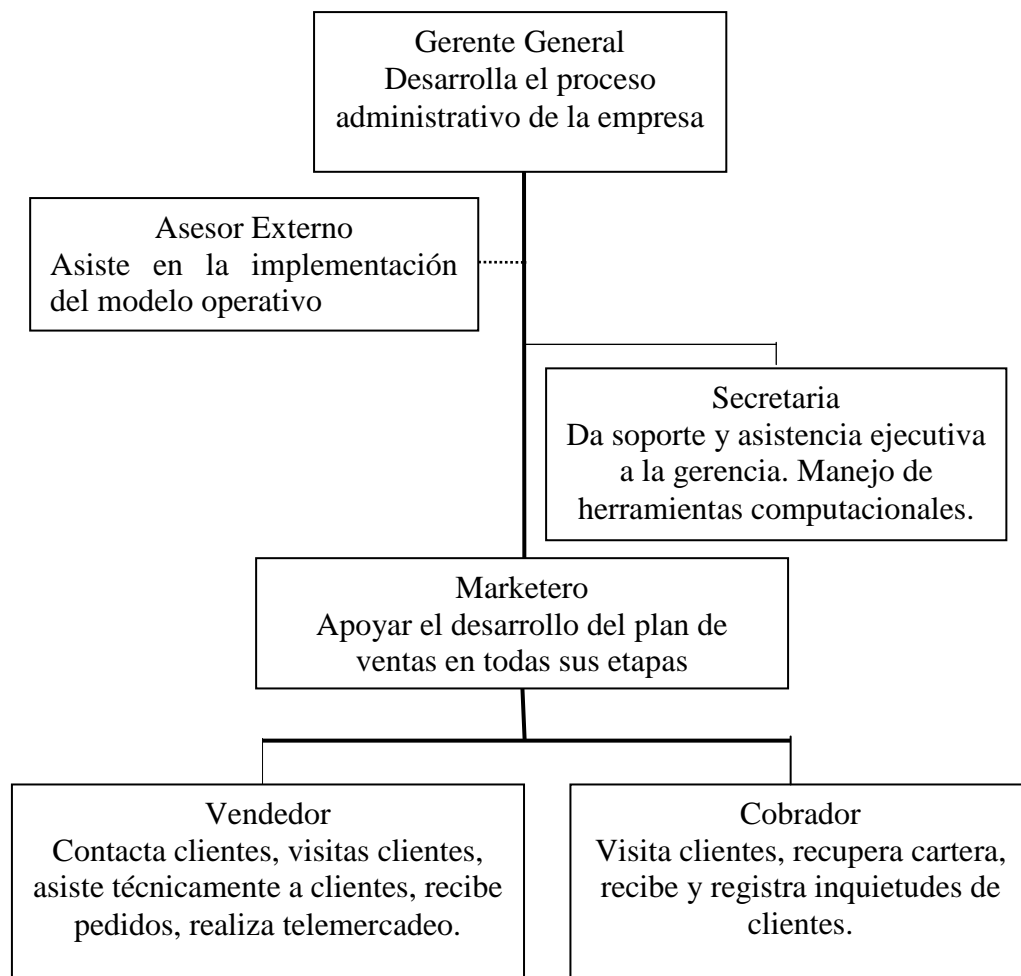 Gerente General
Desarrolla el proceso
administrativo de la empresa
Asesor Externo
Asiste en la implementación
del modelo operativo
Secretaria
Da soporte y asistencia ejecutiva
a la gerencia. Manejo de
herramientas computacionales.
Marketero
Apoyar el desarrollo del plan de
ventas en todas sus etapas
Vendedor
Contacta clientes, visitas clientes,
asiste técnicamente a clientes, recibe
pedidos, realiza telemercadeo.
Cobrador
Visita clientes, recupera cartera,
recibe y registra inquietudes de
clientes.